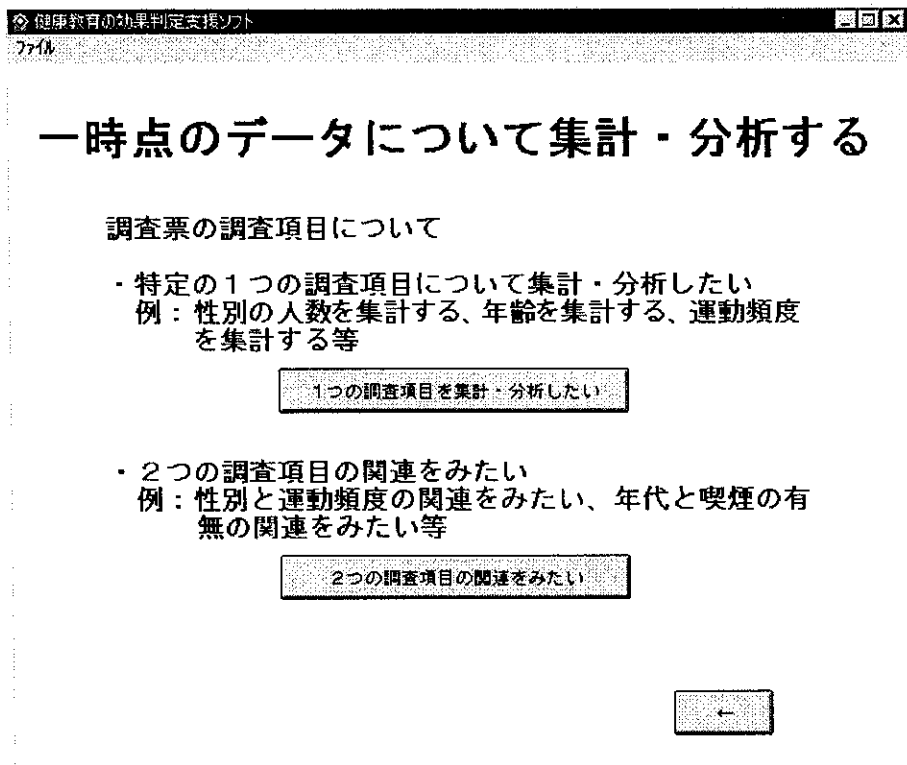 健康教育の効果判定支援ソフト
ファイル
一時点のデータについて集計・分析する
調査票の調査項目について
・特定の１つの調査項目について集計・分析したい
例：性別の人数を集計する、年齢を集計する、運動頻度
を集計する等
１つの調査項目を集計・分析したい
・２つの調査項目の関連をみたい
例：性別と運動頻度の関連をみたい、年代と喫煙の有
無の関連をみたい等
２つの調査項目の関連をみたい
←